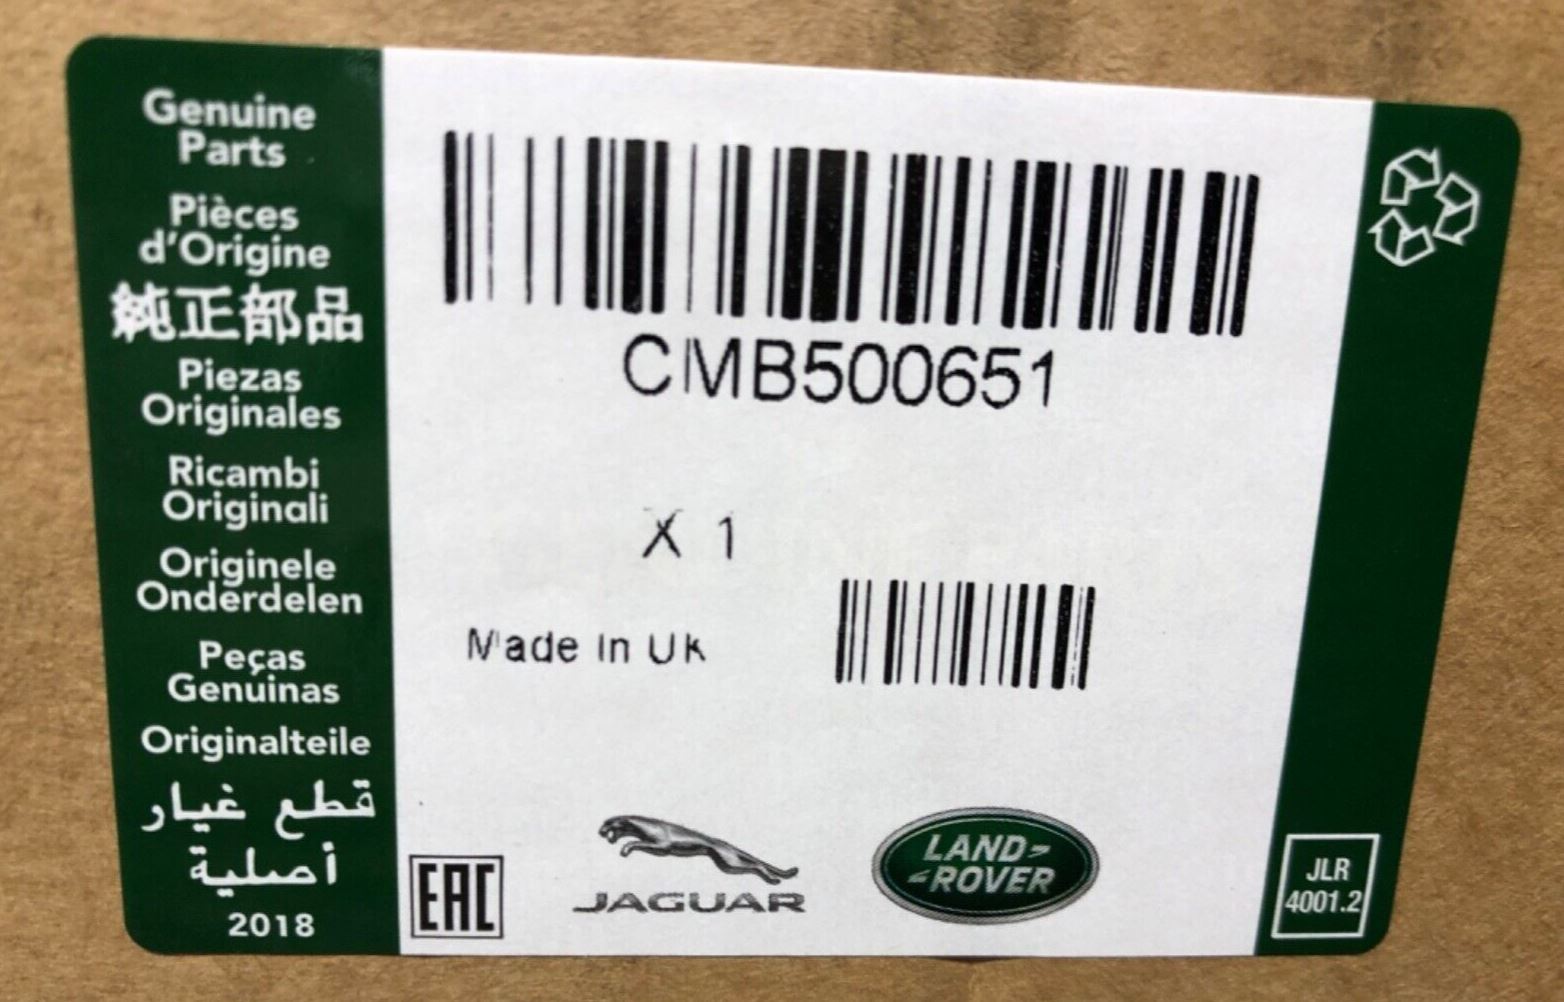 Genuine
Parts
Pièces
d'Origine
純正部品
Piezas
Originales
Ricambi
Originali
Originele
Onderdelen
Peças
Genuinas
Originalteile
قطع غيار
أصلية
2018
CMB500651
X 1
Made In UK
EAC
JAGUAR
LAND
ROVER
JLR
4001.2